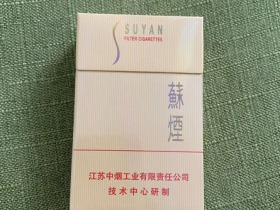 SUYAN
FILTER CIGARETTES
蘇
煙
江苏中烟工业有限责任公司
技术中心研制